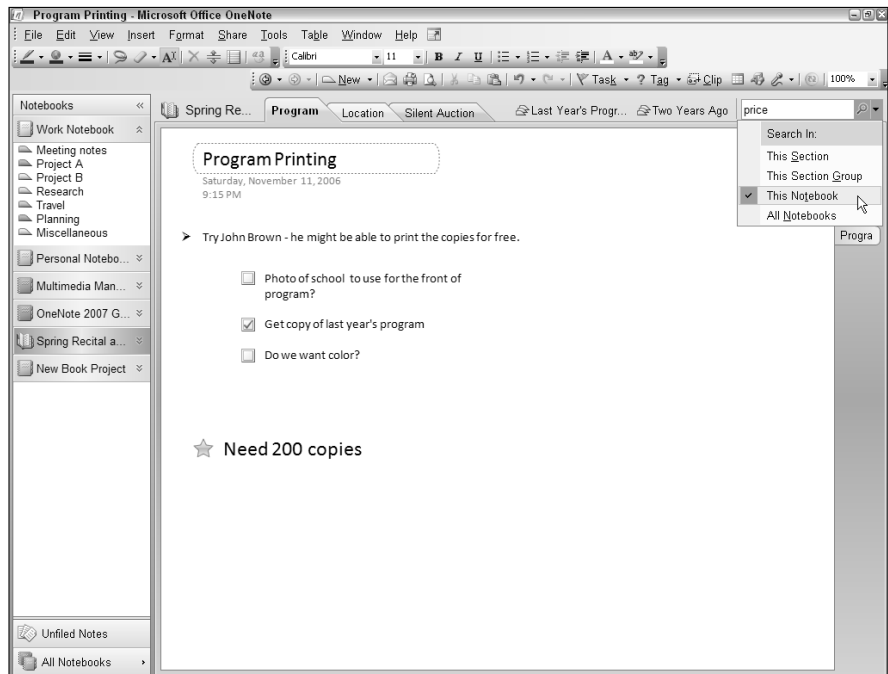 Program Printing - Microsoft Office OneNote
File Edit View Insert Format Share Tools Table Window Help
Calibri 11 B I U A ab
New Task ? Tag Clip 100%
Notebooks «
Spring Re... Program Location Silent Auction Last Year's Progr... Two Years Ago price
Work Notebook
Meeting notes
Project A
Project B
Research
Travel
Planning
Miscellaneous
Personal Notebo...
Multimedia Man...
OneNote 2007 G...
Spring Recital a...
New Book Project
Unfiled Notes
All Notebooks
Search In:
This Section
This Section Group
This Notebook
All Notebooks
Progra
Program Printing
Saturday, November 11, 2006
9:15 PM
Try John Brown - he might be able to print the copies for free.
Photo of school to use for the front of
program?
Get copy of last year's program
Do we want color?
Need 200 copies